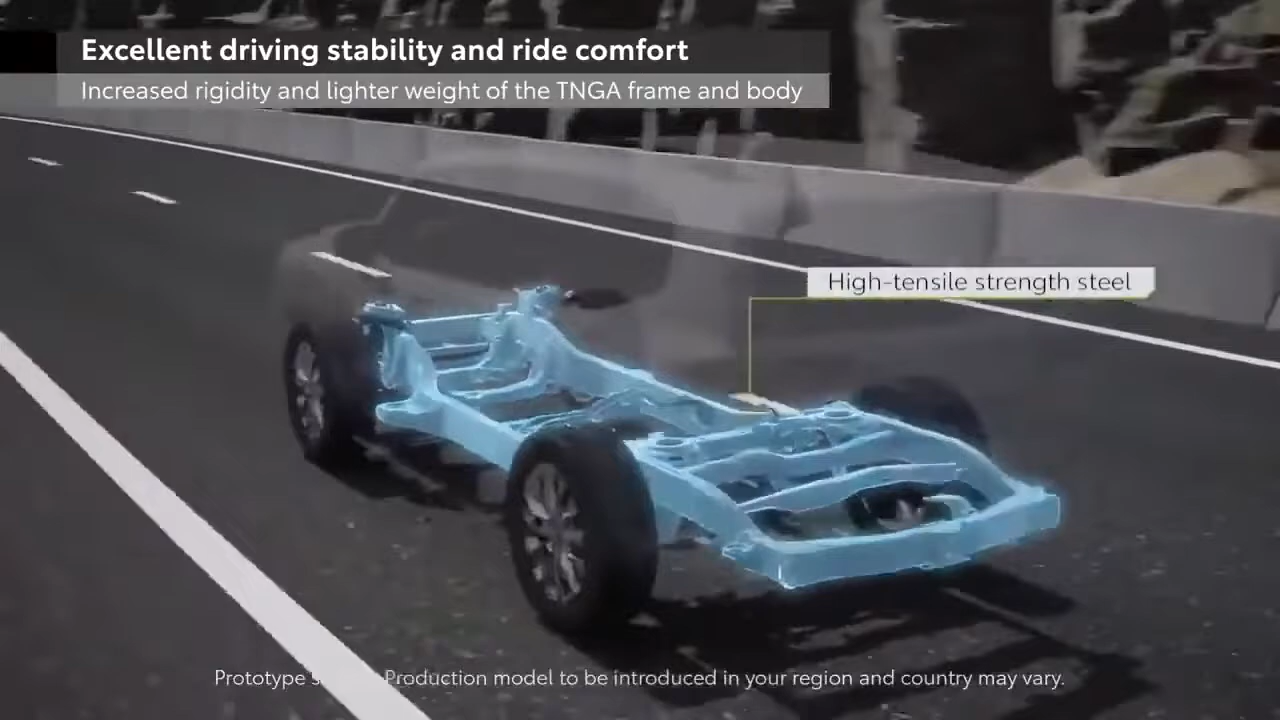 Excellent driving stability and ride comfort
Increased rigidity and lighter weight of the TNGA frame and body
High-tensile strength steel
Prototype Production model to be introduced in your region and country may vary.